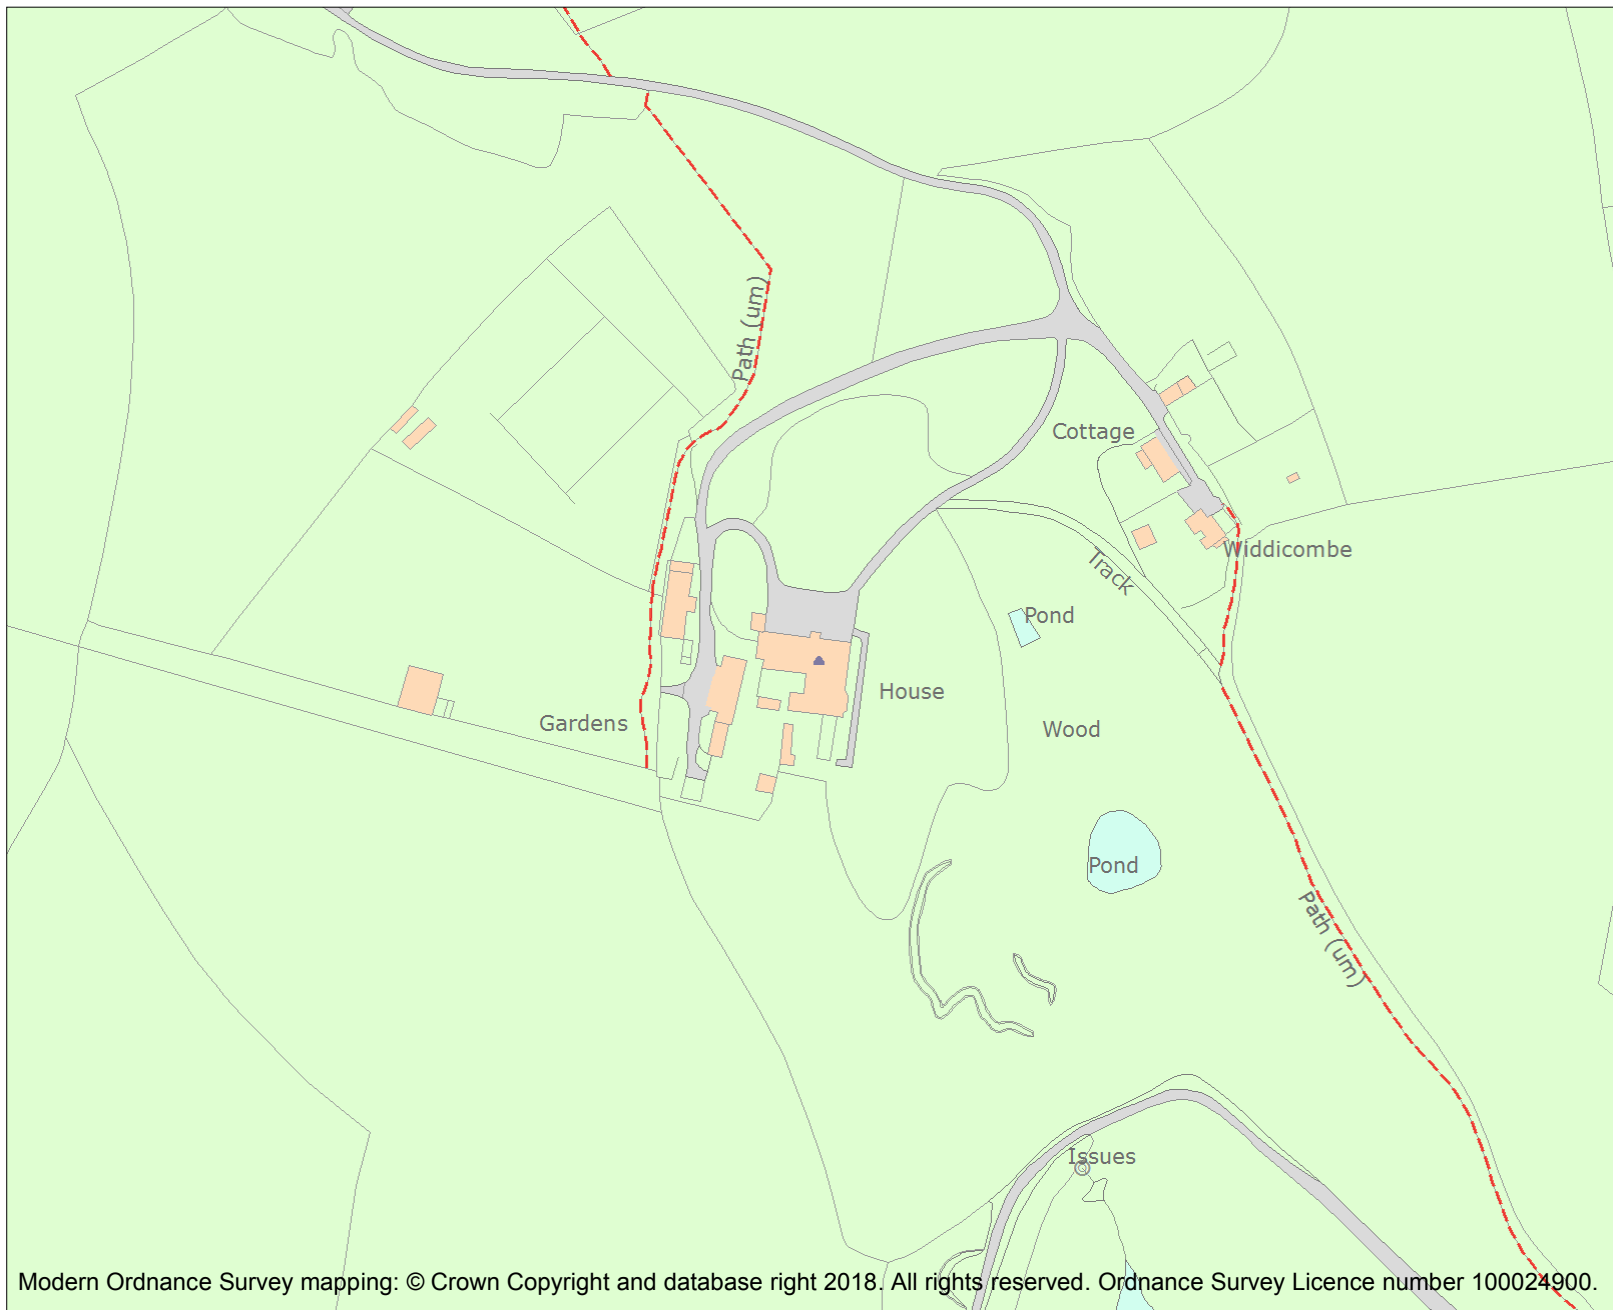 Path (um)
Cottage
Widdicombe
Track
Pond
House
Gardens
Wood
Pond
Path (um)
Issues
Modern Ordnance Survey mapping: © Crown Copyright and database right 2018. All rights reserved. Ordnance Survey Licence number 100024900.